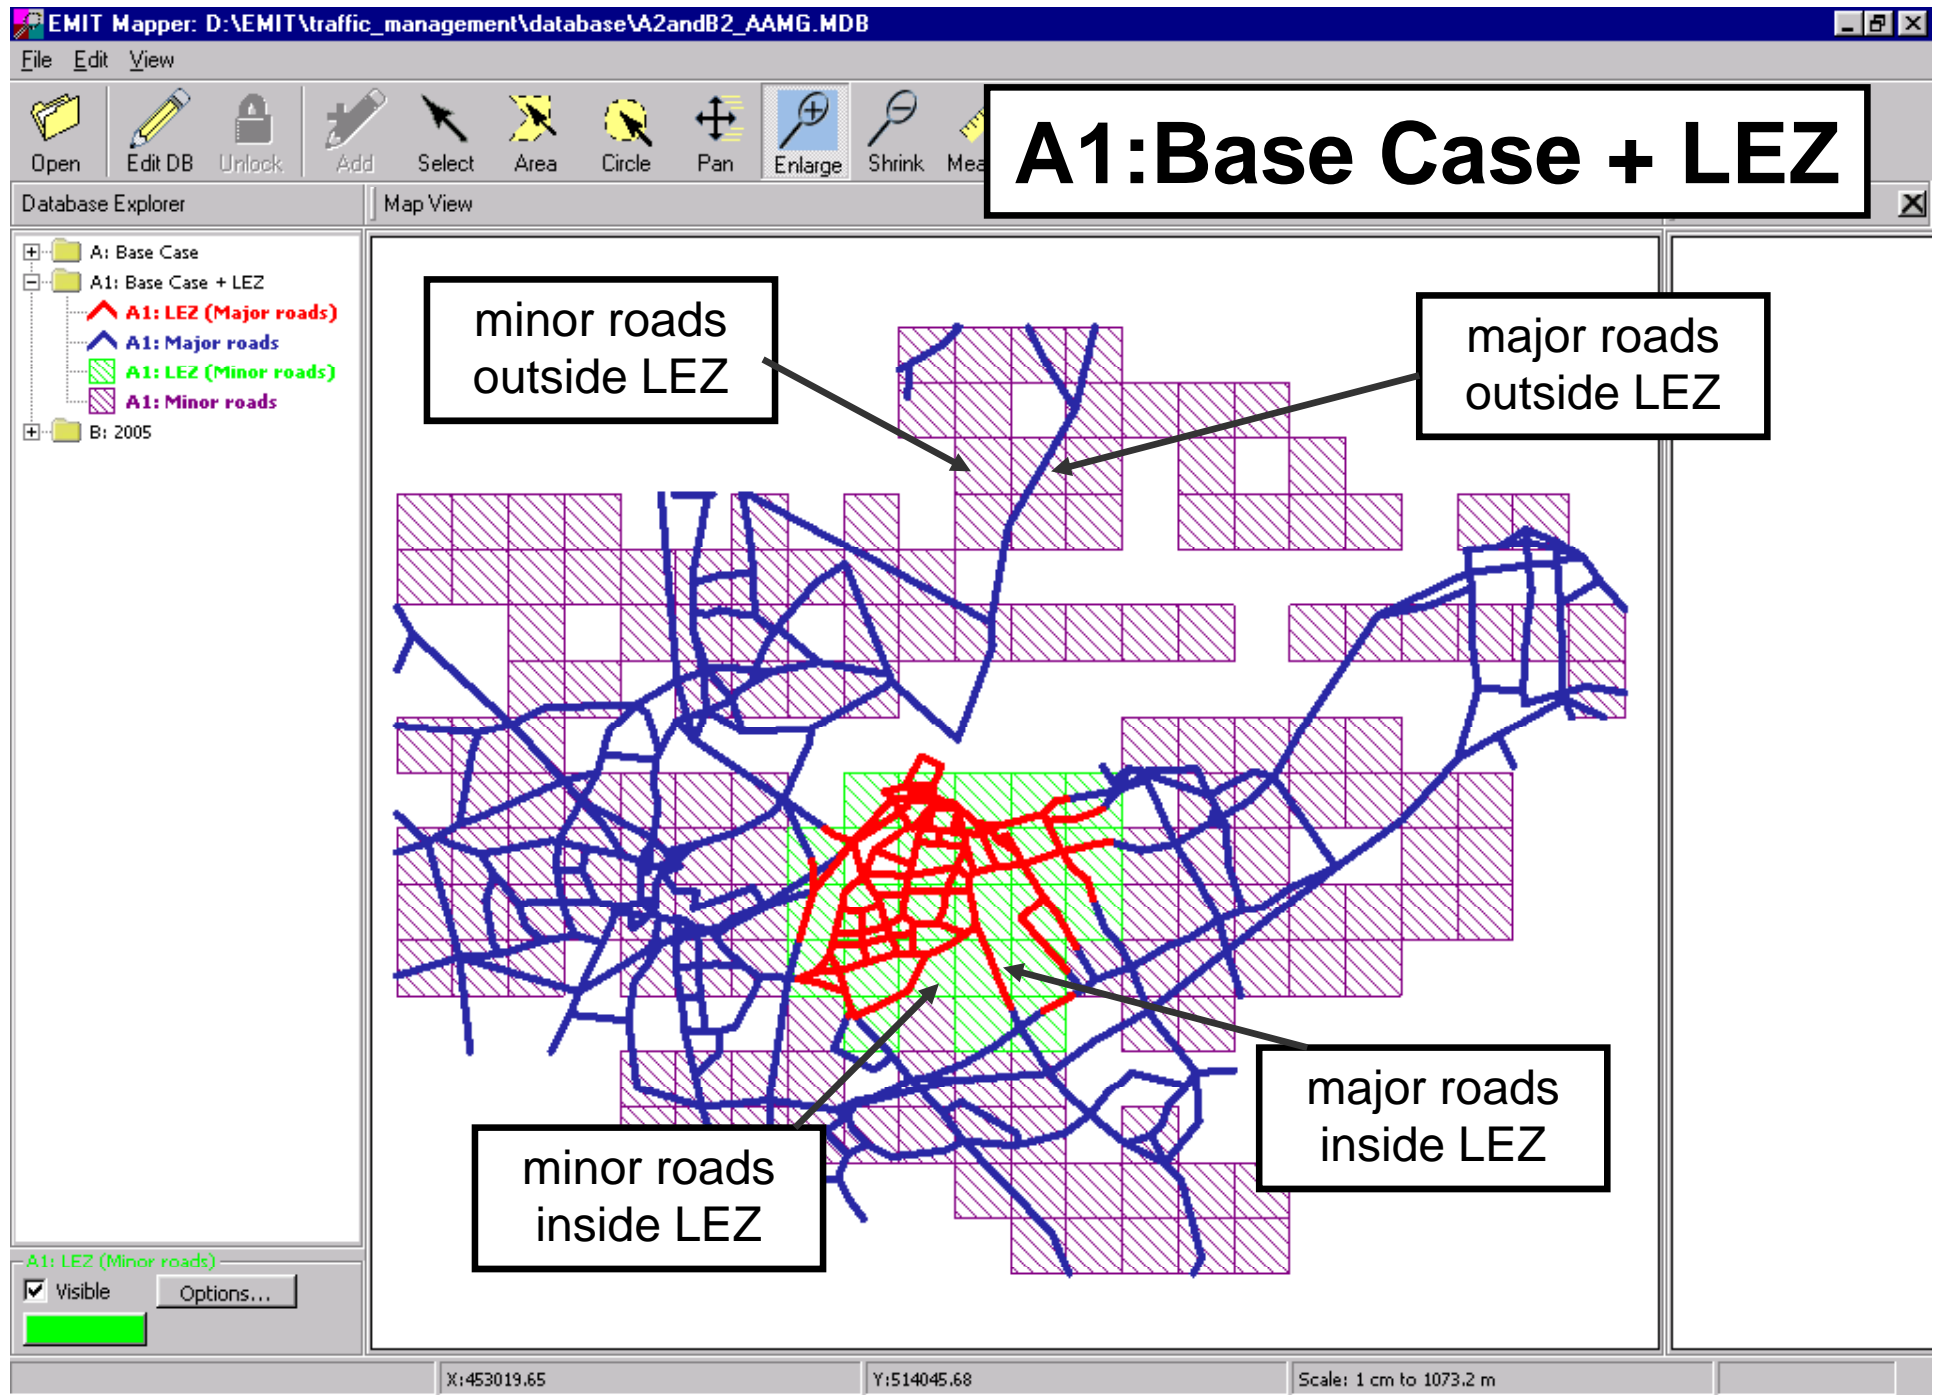 EMIT Mapper: D:\EMIT\traffic_management\database\A2andB2_AAMG.MDB
File Edit View
Open Edit DB Unlock Add Select Area Circle Pan Enlarge Shrink Mea
A1:Base Case + LEZ
Database Explorer
Map View
A: Base Case
A1: Base Case + LEZ
A1: LEZ (Major roads)
A1: Major roads
A1: LEZ (Minor roads)
A1: Minor roads
B: 2005
minor roads
outside LEZ
major roads
outside LEZ
major roads
inside LEZ
minor roads
inside LEZ
A1: LEZ (Minor roads)
Visible Options...
X:453019.65 Y:514045.68 Scale: 1 cm to 1073.2 m